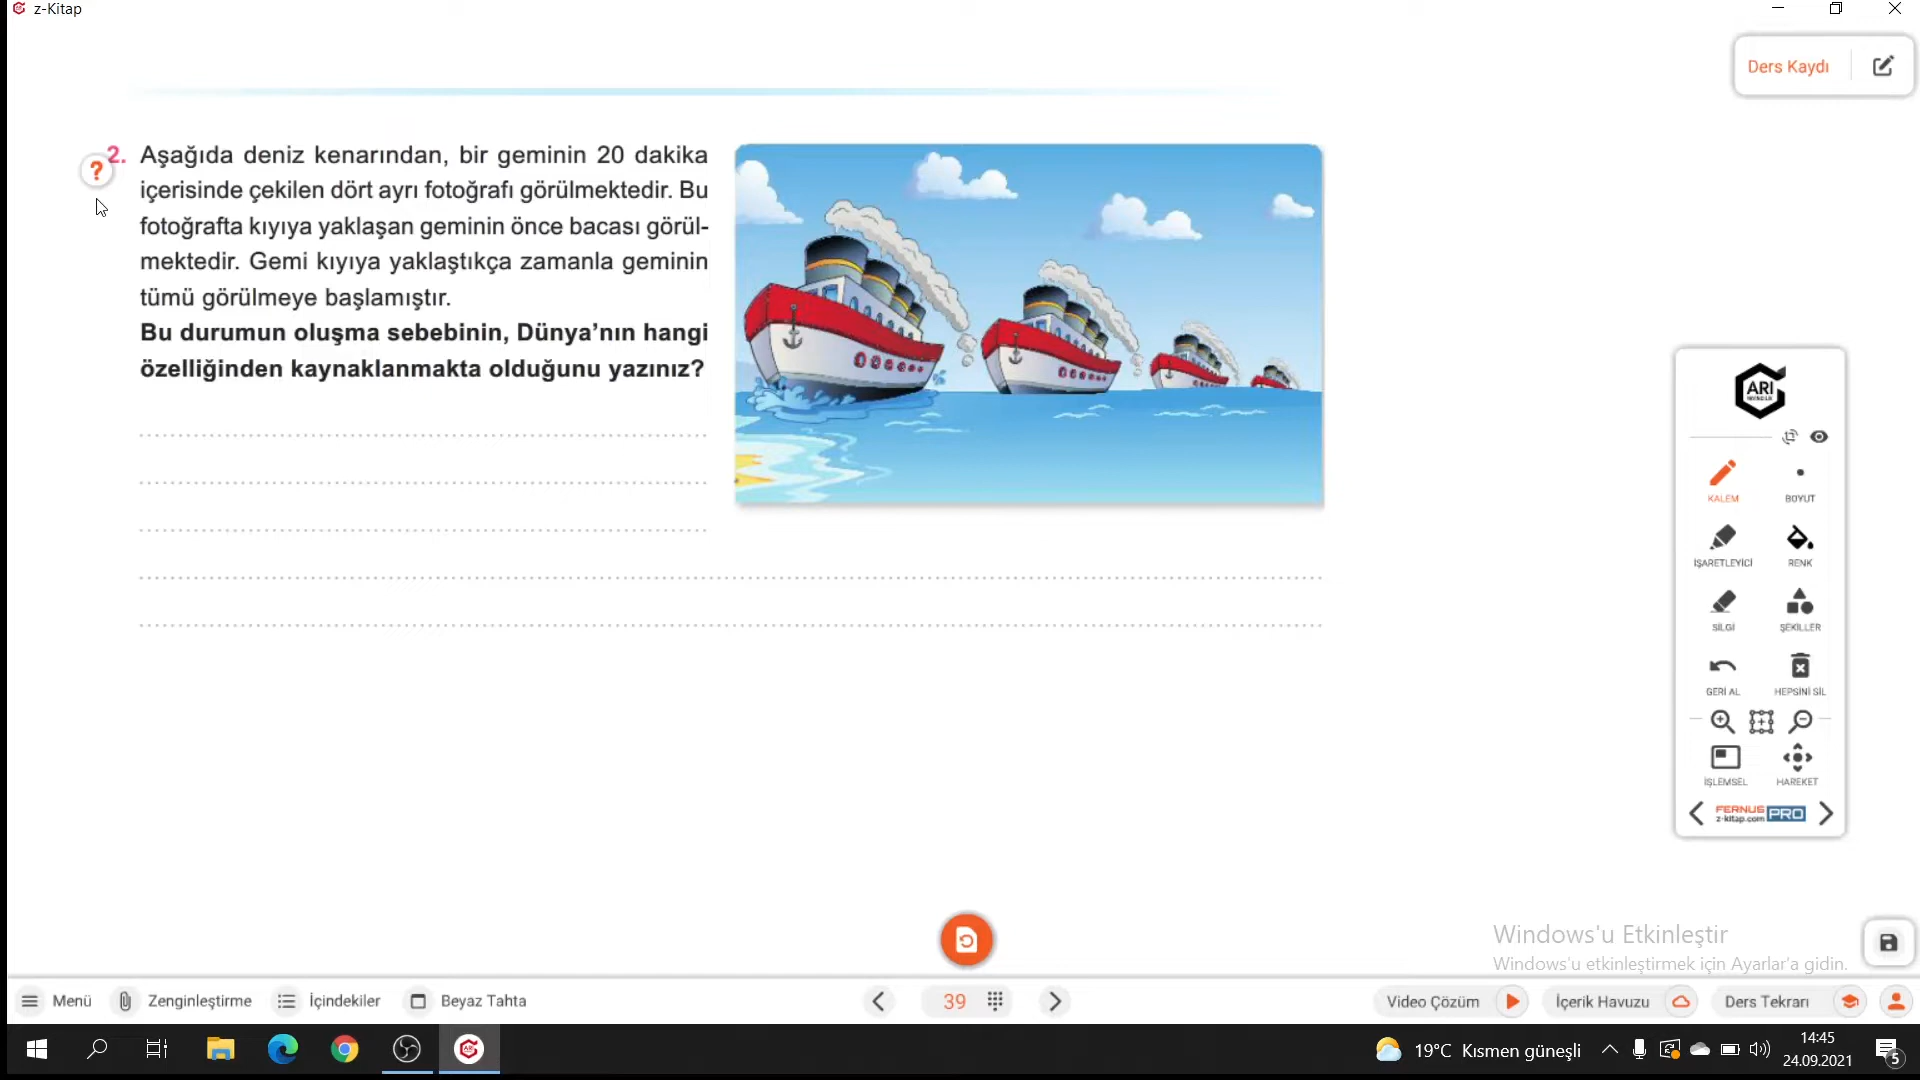 z-Kitap
Ders Kaydı
2. Aşağıda deniz kenarından, bir geminin 20 dakika
içerisinde çekilen dört ayrı fotoğrafı görülmektedir. Bu
fotoğrafta kıyıya yaklaşan geminin önce bacası görül-
mektedir. Gemi kıyıya yaklaştıkça zamanla geminin
tümü görülmeye başlamıştır.
Bu durumun oluşma sebebinin, Dünya’nın hangi
özelliğinden kaynaklanmakta olduğunu yazınız?
?
ARI
KALEM BOYUT
İŞARETLEYİCİ RENK
SİLGİ ŞEKİLLER
GERİ AL HEPSİNİ SİL
İŞLEMSEL HAREKET
FERNUS PRO
z-kitap.com
Windows'u Etkinleştir
Windows'u etkinleştirmek için Ayarlar'a gidin.
Menü Zenginleştirme İçindekiler Beyaz Tahta 39 Video Çözüm İçerik Havuzu Ders Tekrarı
19°C Kısmen güneşli 14:45
24.09.2021 5